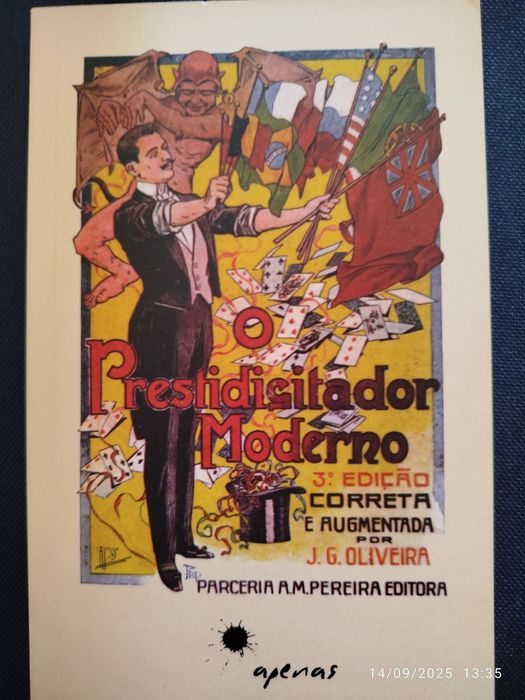 O
Prestidigitador
Moderno
3ª EDIÇÃO
CORRETA
E AUGMENTADA
POR
J. G. OLIVEIRA
PARCERIA A.M. PEREIRA EDITORA
apenas
14/09/2025 13:35